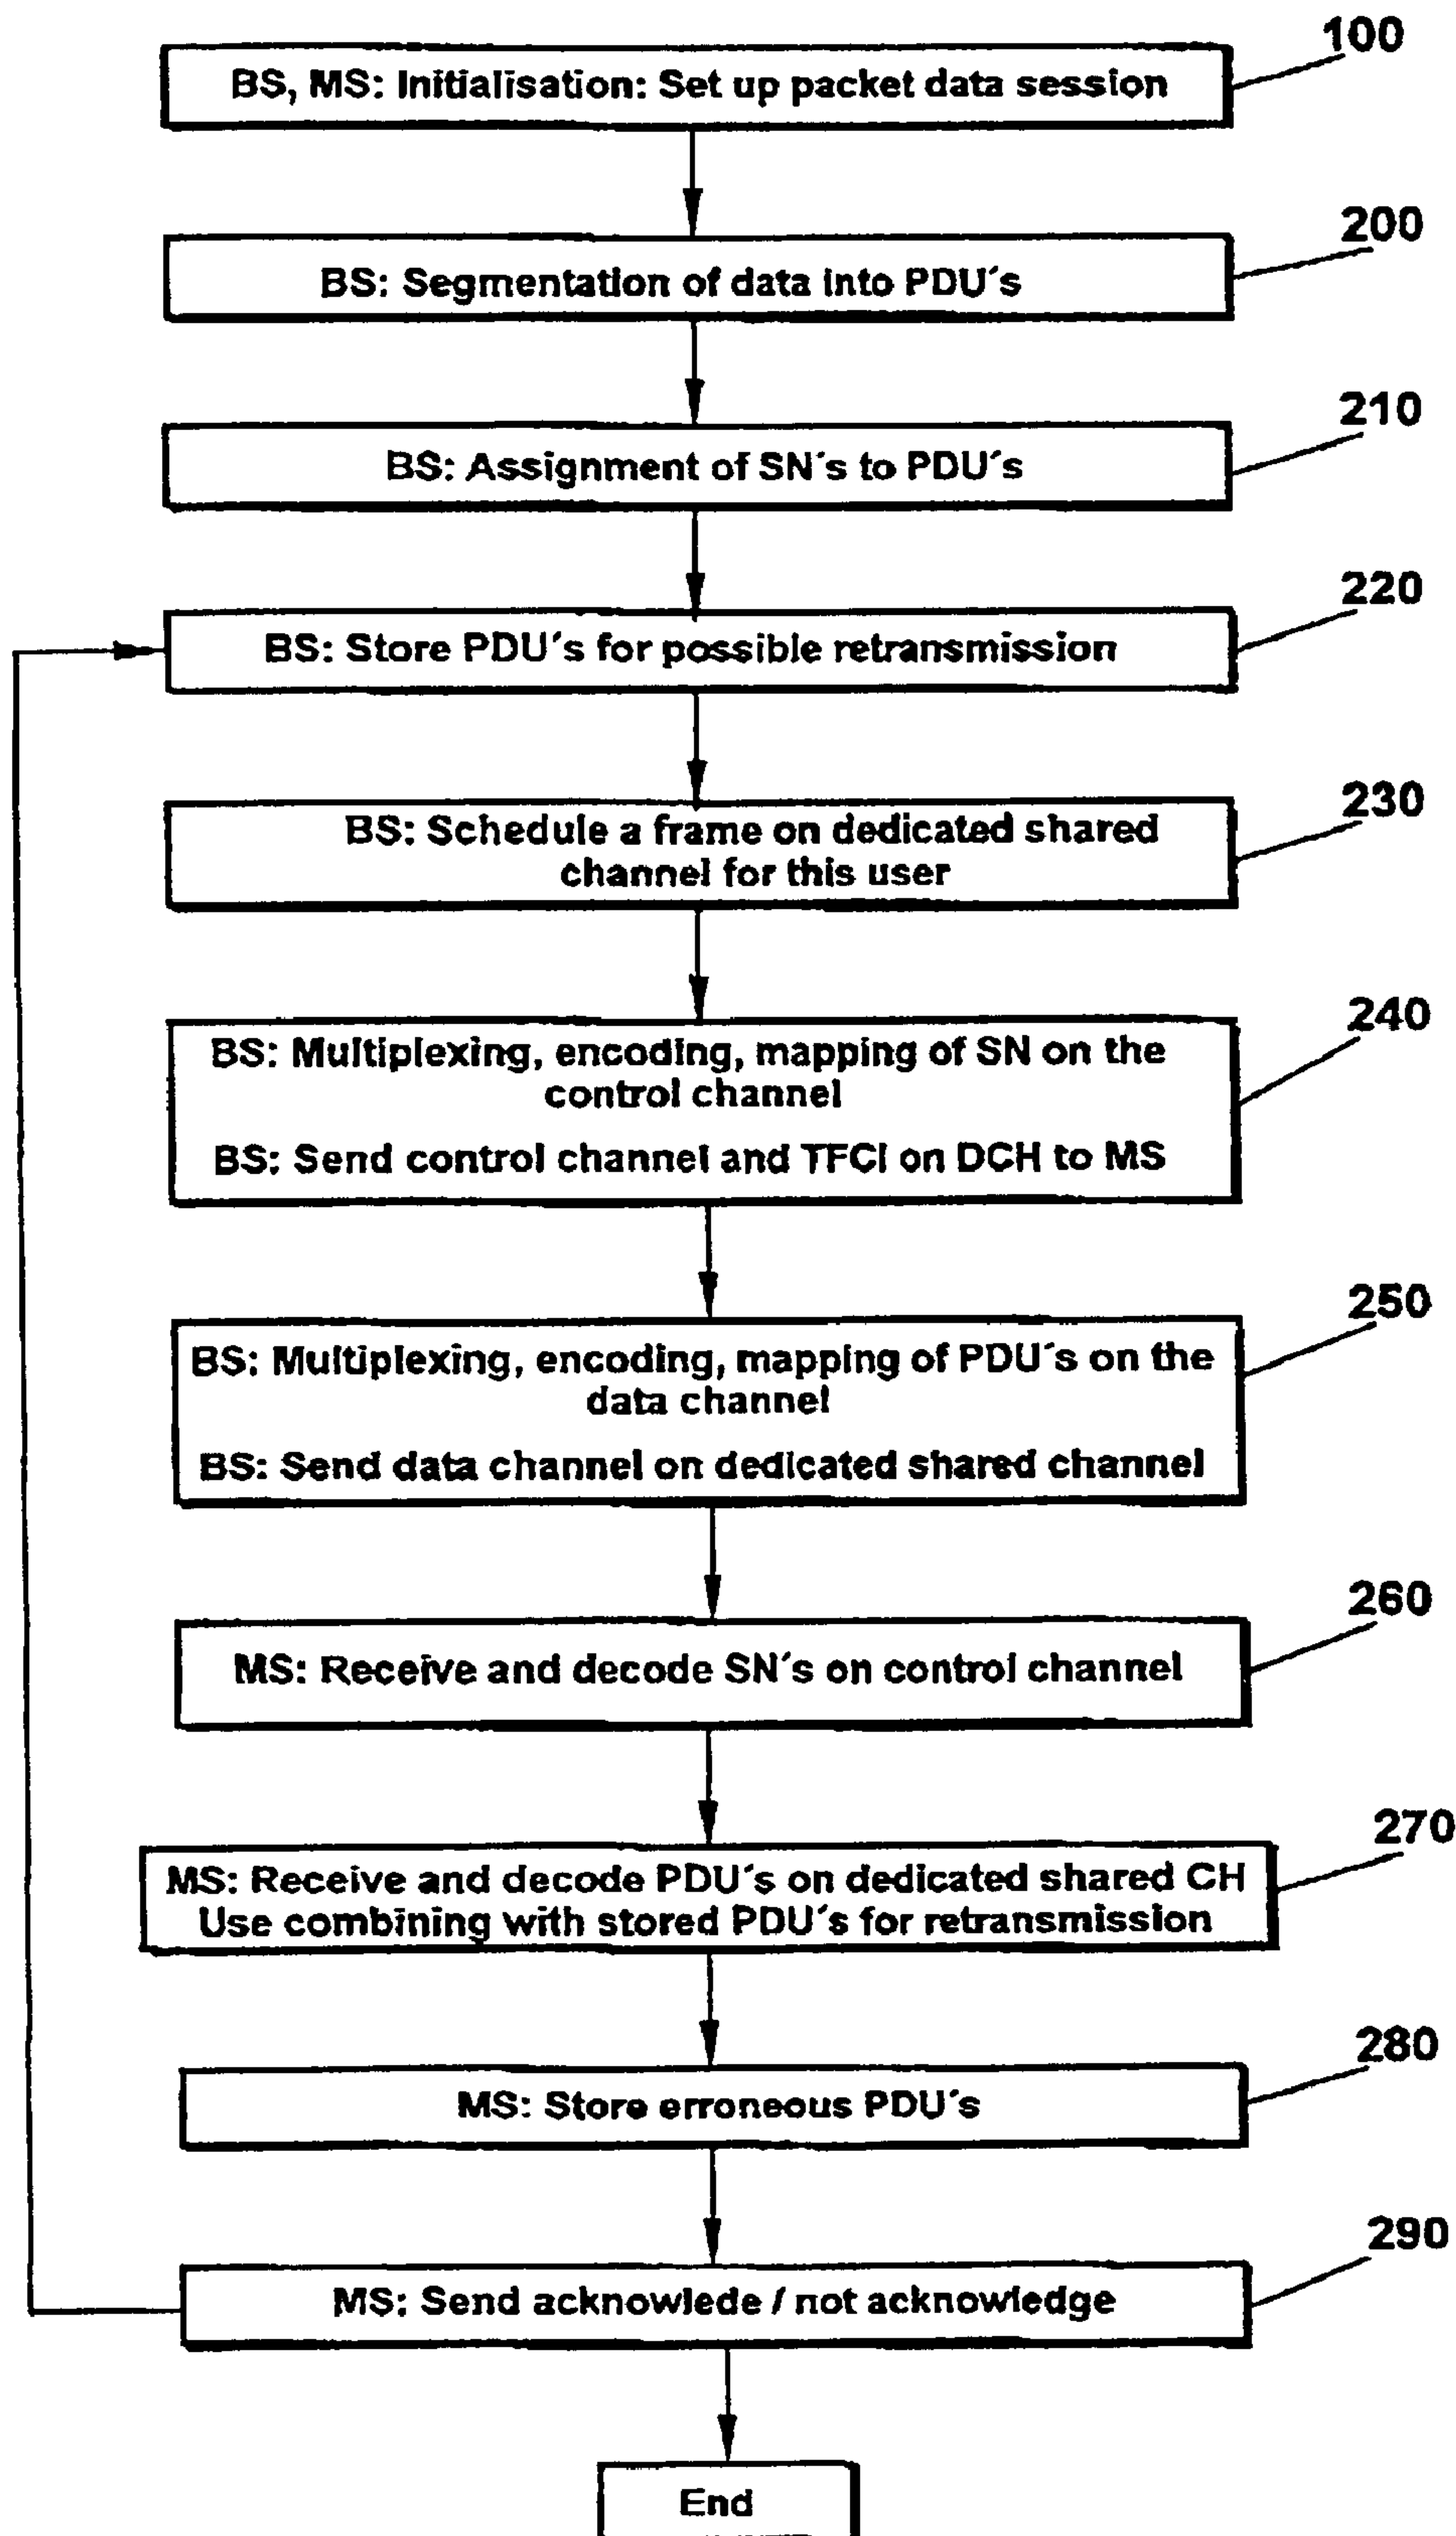 100
BS, MS: Initialisation: Set up packet data session
200
BS: Segmentation of data into PDU´s
210
BS: Assignment of SN´s to PDU´s
220
BS: Store PDU´s for possible retransmission
230
BS: Schedule a frame on dedicated shared
channel for this user
240
BS: Multiplexing, encoding, mapping of SN on the
control channel
BS: Send control channel and TFCI on DCH to MS
250
BS: Multiplexing, encoding, mapping of PDU´s on the
data channel
BS: Send data channel on dedicated shared channel
260
MS: Receive and decode SN´s on control channel
270
MS: Receive and decode PDU´s on dedicated shared CH
Use combining with stored PDU´s for retransmission
280
MS: Store erroneous PDU´s
290
MS: Send acknowlede / not acknowledge
End